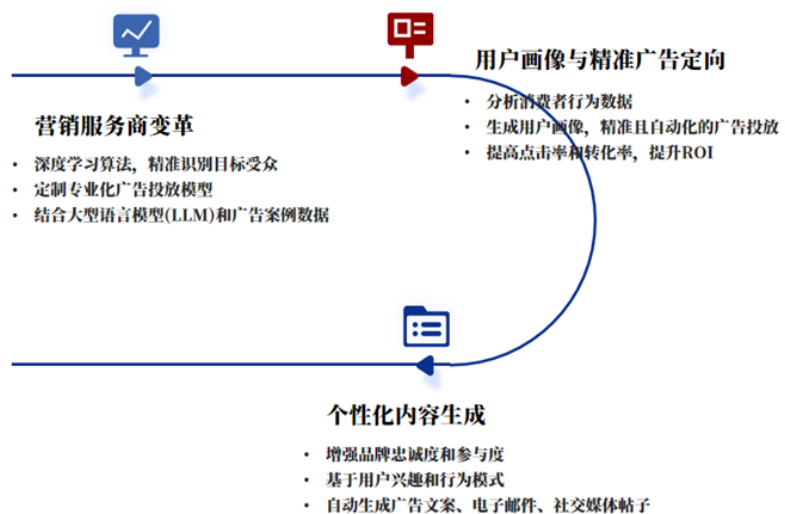 用户画像与精准广告定向
• 分析消费者行为数据
• 生成用户画像，精准且自动化的广告投放
• 提高点击率和转化率，提升ROI
营销服务商变革
• 深度学习算法，精准识别目标受众
• 定制专业化广告投放模型
• 结合大型语言模型(LLM)和广告案例数据
个性化内容生成
• 增强品牌忠诚度和参与度
• 基于用户兴趣和行为模式
• 自动生成广告文案、电子邮件、社交媒体帖子